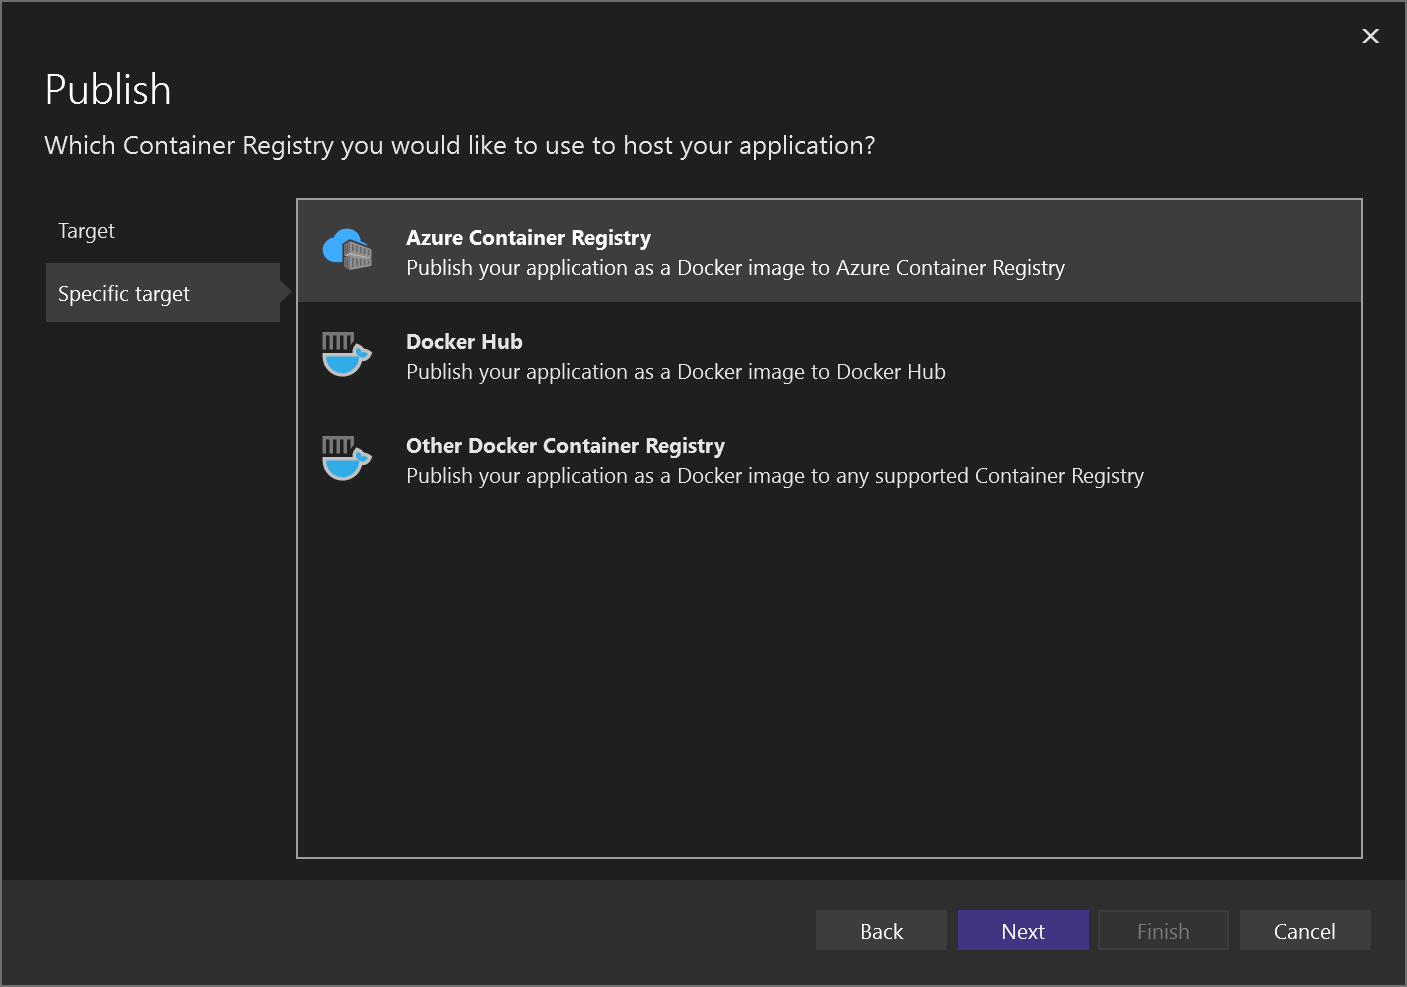 Publish
Which Container Registry you would like to use to host your application?
Target
Specific target
Azure Container Registry
Publish your application as a Docker image to Azure Container Registry
Docker Hub
Publish your application as a Docker image to Docker Hub
Other Docker Container Registry
Publish your application as a Docker image to any supported Container Registry
Back
Next
Finish
Cancel